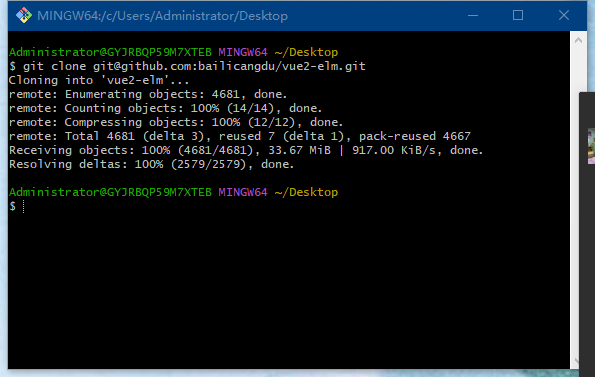 MINGW64:/c/Users/Administrator/Desktop
Administrator@GYJRBQP59M7XTEB MINGW64 ~/Desktop
$ git clone git@github.com:bailicangdu/vue2-elm.git
Cloning into 'vue2-elm'...
remote: Enumerating objects: 4681, done.
remote: Counting objects: 100% (14/14), done.
remote: Compressing objects: 100% (12/12), done.
remote: Total 4681 (delta 3), reused 7 (delta 1), pack-reused 4667
Receiving objects: 100% (4681/4681), 33.67 MiB | 917.00 KiB/s, done.
Resolving deltas: 100% (2579/2579), done.
Administrator@GYJRBQP59M7XTEB MINGW64 ~/Desktop
$